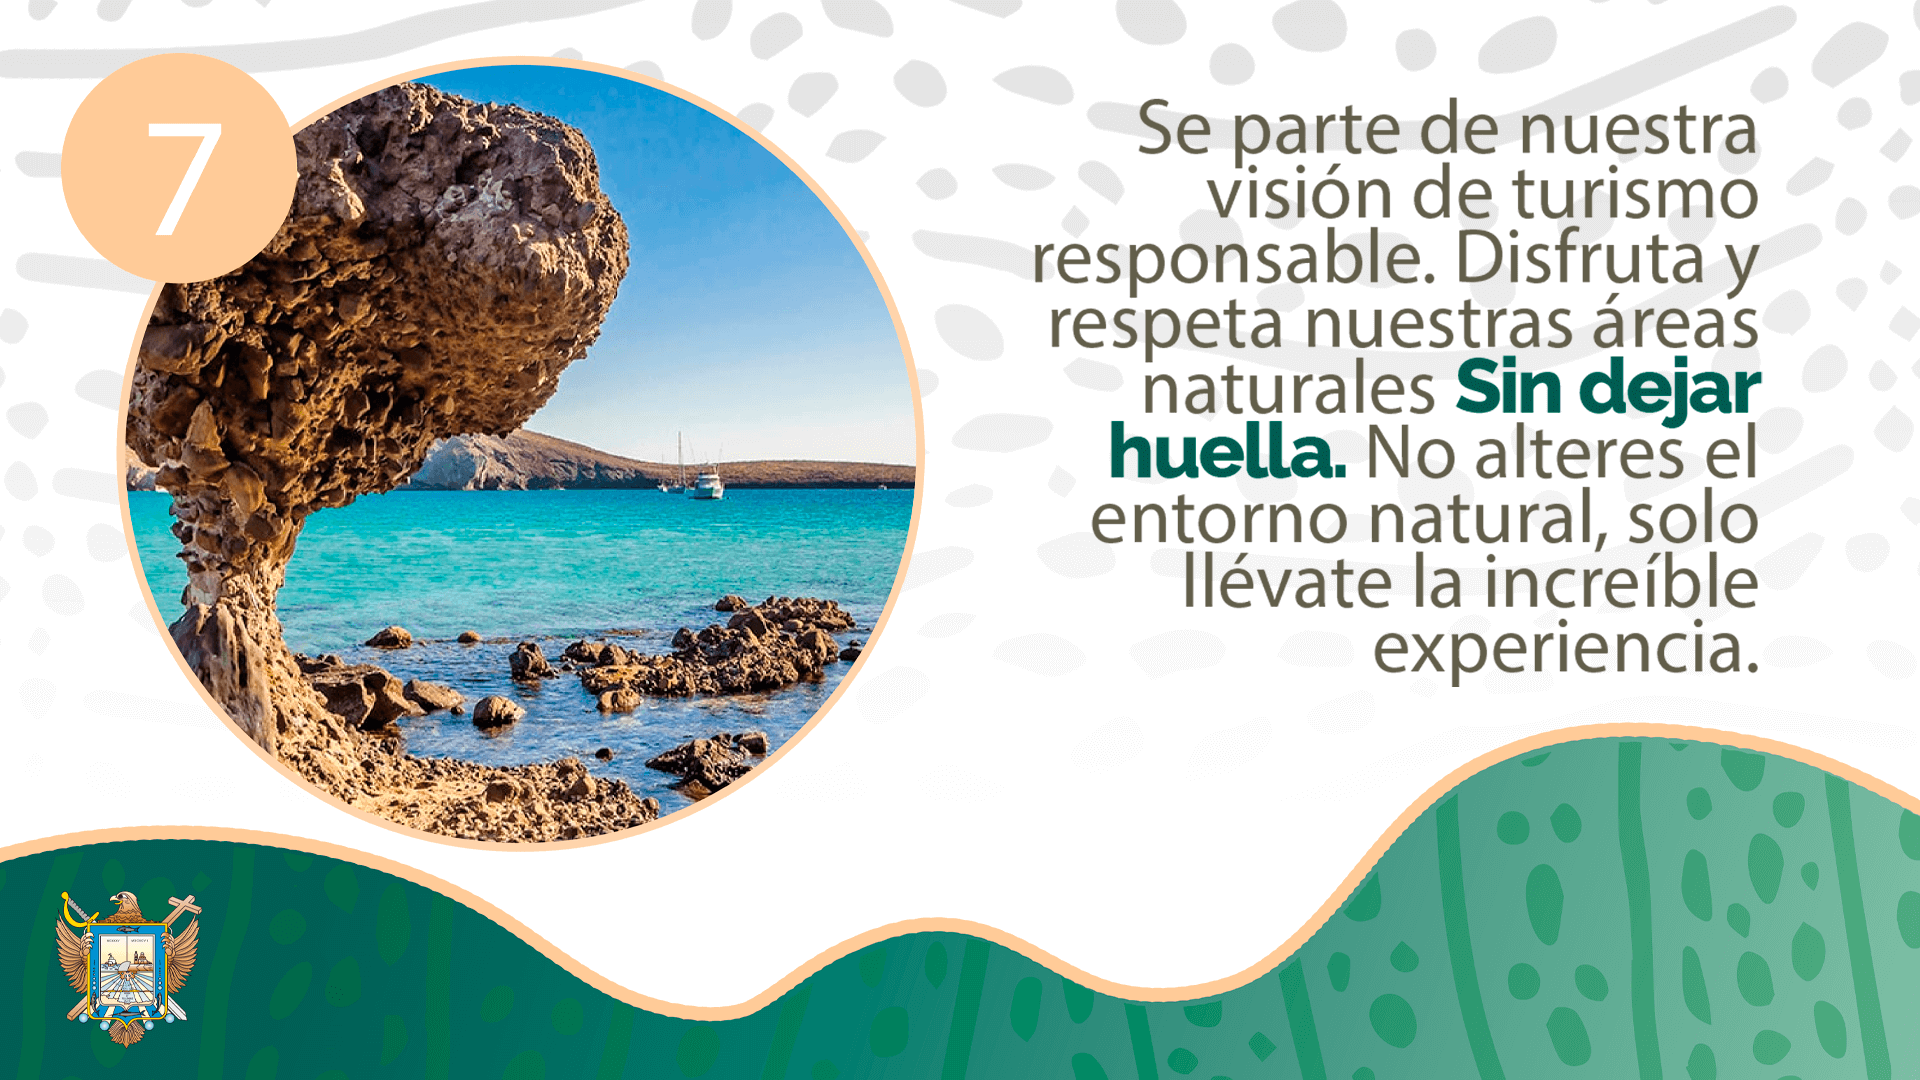 7
Se parte de nuestra
visión de turismo
responsable. Disfruta y
respeta nuestras áreas
naturales Sin dejar
huella. No alteres el
entorno natural, solo
llévate la increíble
experiencia.